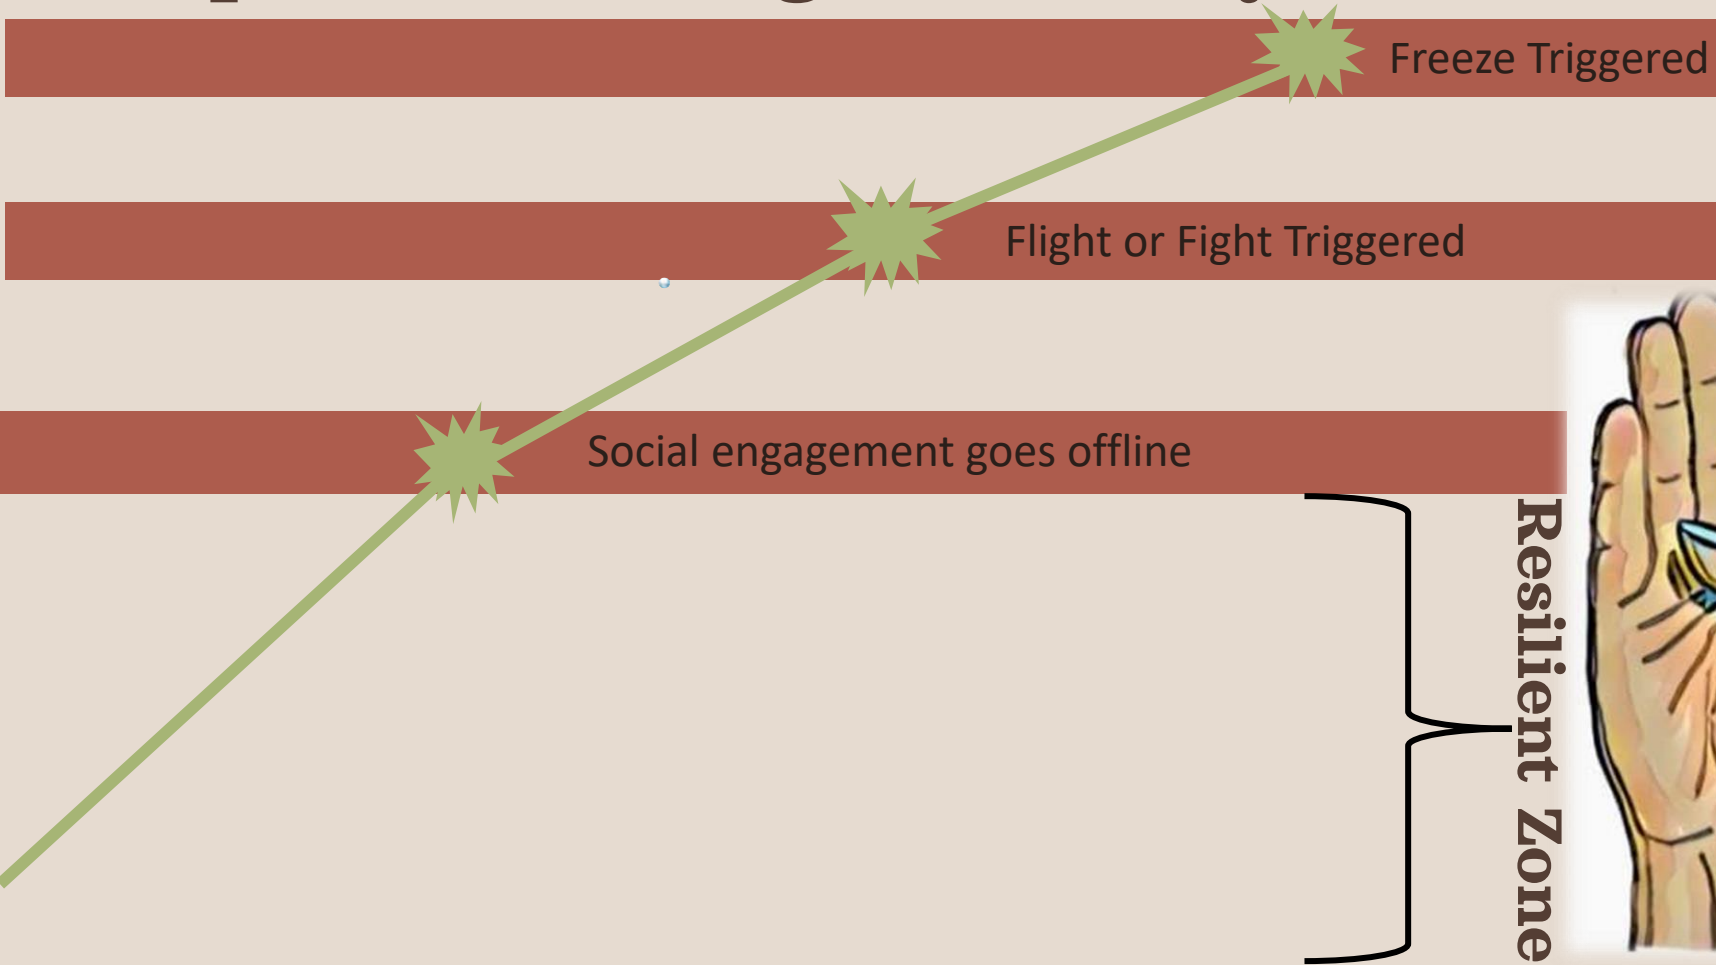 Freeze Triggered
Flight or Fight Triggered
Social engagement goes offline
Resilient Zone